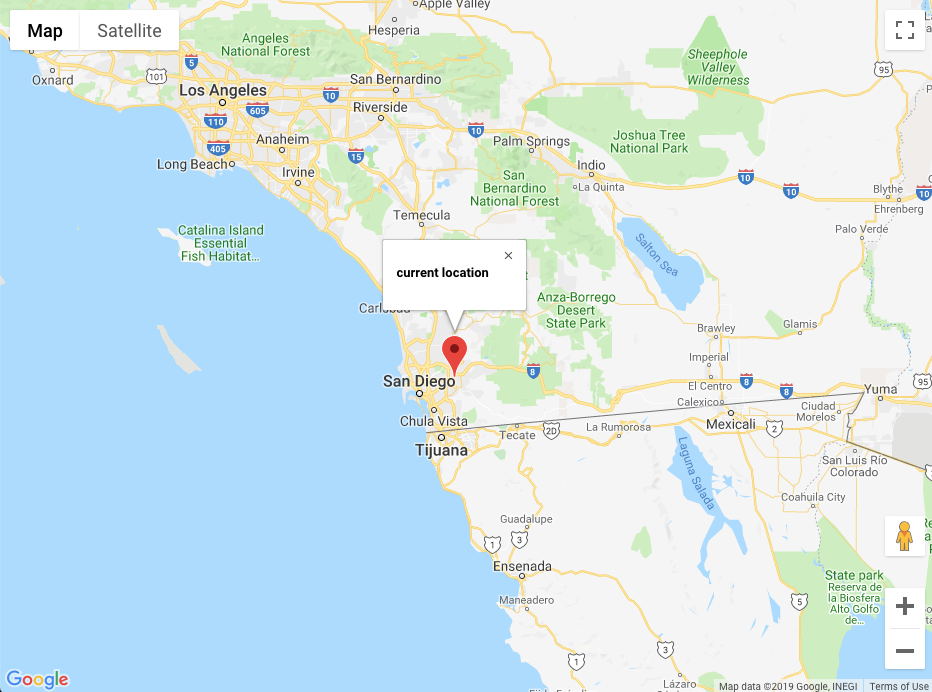 Map
Satellite
Apple Valley
Hesperia
Angeles
National Forest
Sheephole
Valley
Wilderness
5
95
Oxnard
101
San Bernardino
Los Angeles
10
605
Riverside
110
10
Anaheim
Palm Springs
Joshua Tree
National Park
405
15
Long Beach
Irvine
Indio
10
10
10
San
Bernardino
National Forest
La Quinta
Blythe
Ehrenberg
Temecula
Palo Verde
Catalina Island
Essential
Fish Habitat...
Salton Sea
current location
Carlsbad
Anza-Borrego
Desert
State Park
Glamis
Brawley
Imperial
8
San Diego
El Centro
8
8
95
Yuma
Calexico
Ciudad
Morelos
Chula Vista
Tecate
2D
La Rumorosa
Mexicali
2
Tijuana
San Luis Río
Colorado
Laguna Salada
Coahuila City
Guadalupe
1
3
Ensenada
State park
Reserva de
la Biosfera
Alto Golfo
de...
Maneadero
5
3
1
Lázaro
Google
Map data ©2019 Google, INEGI
Terms of Use